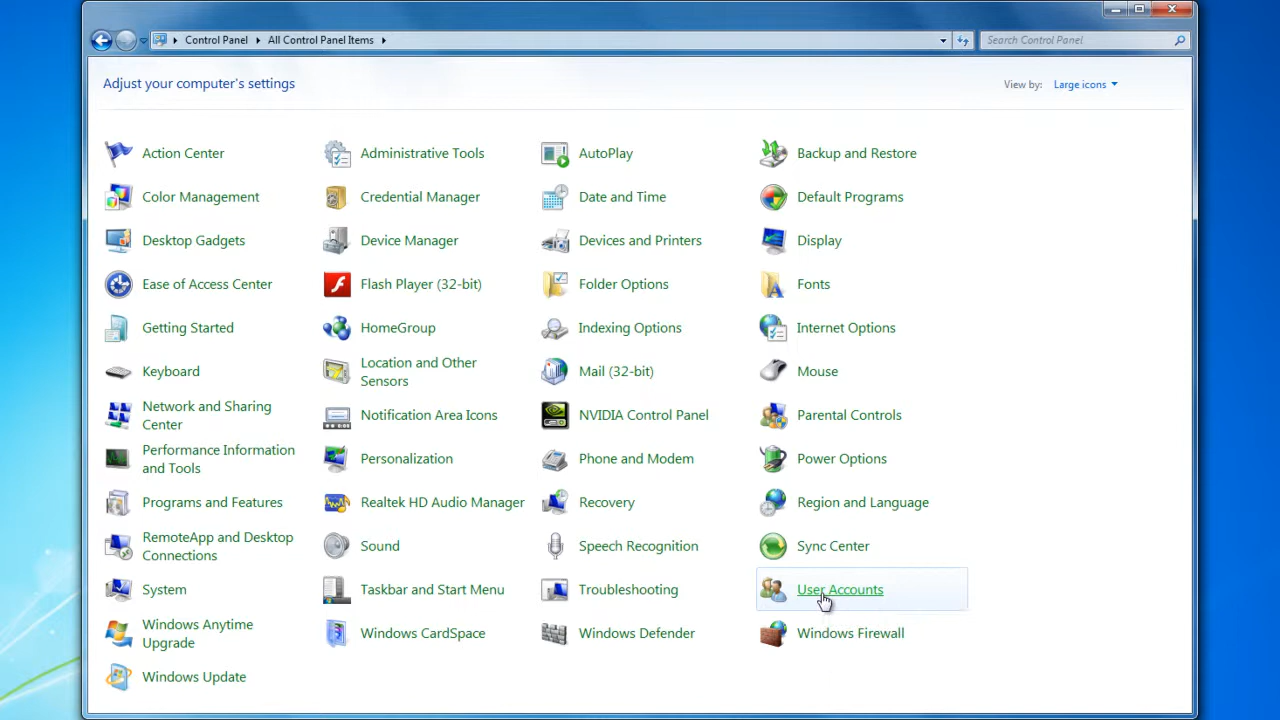 Control Panel All Control Panel Items Search Control Panel
Adjust your computer's settings View by: Large icons
Action Center Administrative Tools AutoPlay Backup and Restore
Color Management Credential Manager Date and Time Default Programs
Desktop Gadgets Device Manager Devices and Printers Display
Ease of Access Center Flash Player (32-bit) Folder Options Fonts
Getting Started HomeGroup Indexing Options Internet Options
Keyboard
Location and Other
Sensors
Mail (32-bit) Mouse
Network and Sharing
Center
Notification Area Icons NVIDIA Control Panel Parental Controls
Performance Information
and Tools
Personalization Phone and Modem Power Options
Programs and Features Realtek HD Audio Manager Recovery Region and Language
RemoteApp and Desktop
Connections
Sound Speech Recognition Sync Center
System Taskbar and Start Menu Troubleshooting User Accounts
Windows Anytime
Upgrade
Windows CardSpace Windows Defender Windows Firewall
Windows Update